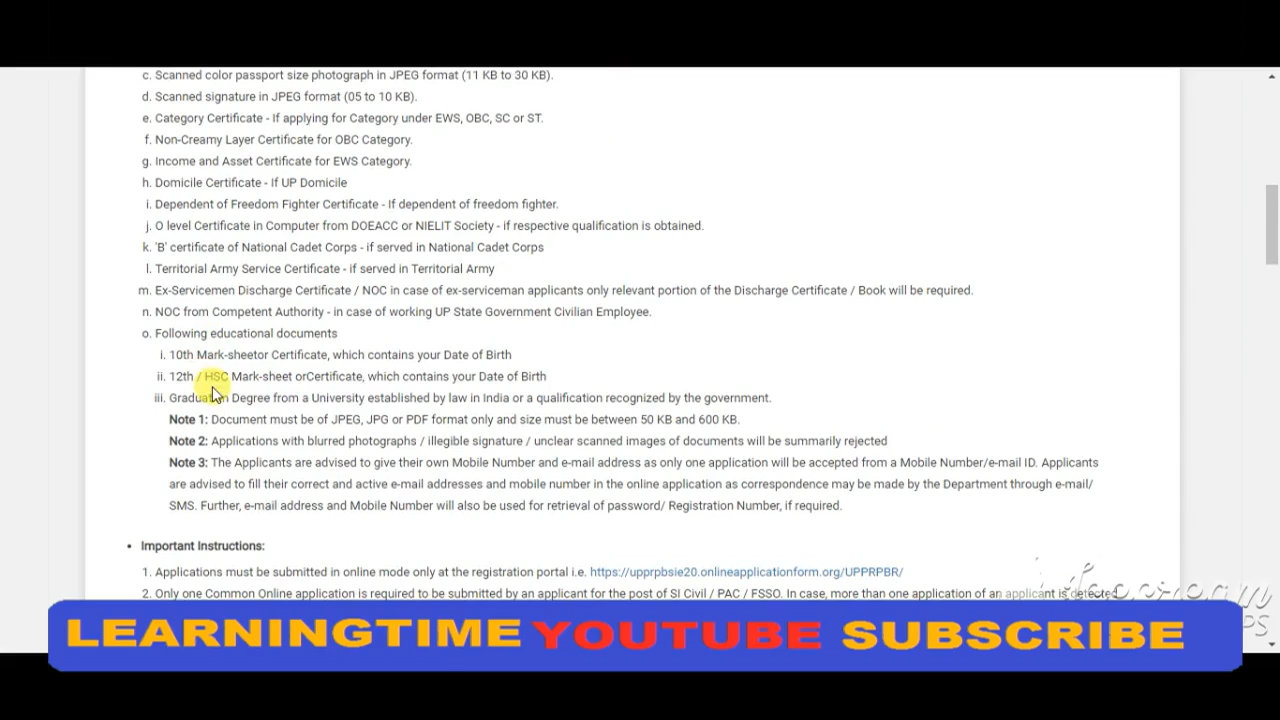 c. Scanned color passport size photograph in JPEG format (11 KB to 30 KB).
d. Scanned signature in JPEG format (05 to 10 KB).
e. Category Certificate - If applying for Category under EWS, OBC, SC or ST.
f. Non-Creamy Layer Certificate for OBC Category.
g. Income and Asset Certificate for EWS Category.
h. Domicile Certificate - If UP Domicile
i. Dependent of Freedom Fighter Certificate - If dependent of freedom fighter.
j. O level Certificate in Computer from DOEACC or NIELIT Society - if respective qualification is obtained.
k. 'B' certificate of National Cadet Corps - if served in National Cadet Corps
l. Territorial Army Service Certificate - if served in Territorial Army
m. Ex-Servicemen Discharge Certificate / NOC in case of ex-serviceman applicants only relevant portion of the Discharge Certificate / Book will be required.
n. NOC from Competent Authority - in case of working UP State Government Civilian Employee.
o. Following educational documents
i. 10th Mark-sheetor Certificate, which contains your Date of Birth
ii. 12th / HSC Mark-sheet orCertificate, which contains your Date of Birth
iii. Graduation Degree from a University established by law in India or a qualification recognized by the government.
Note 1: Document must be of JPEG, JPG or PDF format only and size must be between 50 KB and 600 KB.
Note 2: Applications with blurred photographs / illegible signature / unclear scanned images of documents will be summarily rejected
Note 3: The Applicants are advised to give their own Mobile Number and e-mail address as only one application will be accepted from a Mobile Number/e-mail ID. Applicants
are advised to fill their correct and active e-mail addresses and mobile number in the online application as correspondence may be made by the Department through e-mail/
SMS. Further, e-mail address and Mobile Number will also be used for retrieval of password/ Registration Number, if required.
• Important Instructions:
1. Applications must be submitted in online mode only at the registration portal i.e. https://upprpbsie20.onlineapplicationform.org/UPPRPBR/
2. Only one Common Online application is required to be submitted by an applicant for the post of SI Civil / PAC / FSSO. In case, more than one application of an applicant is detected
LEARNINGTIME YOUTUBE SUBSCRIBE